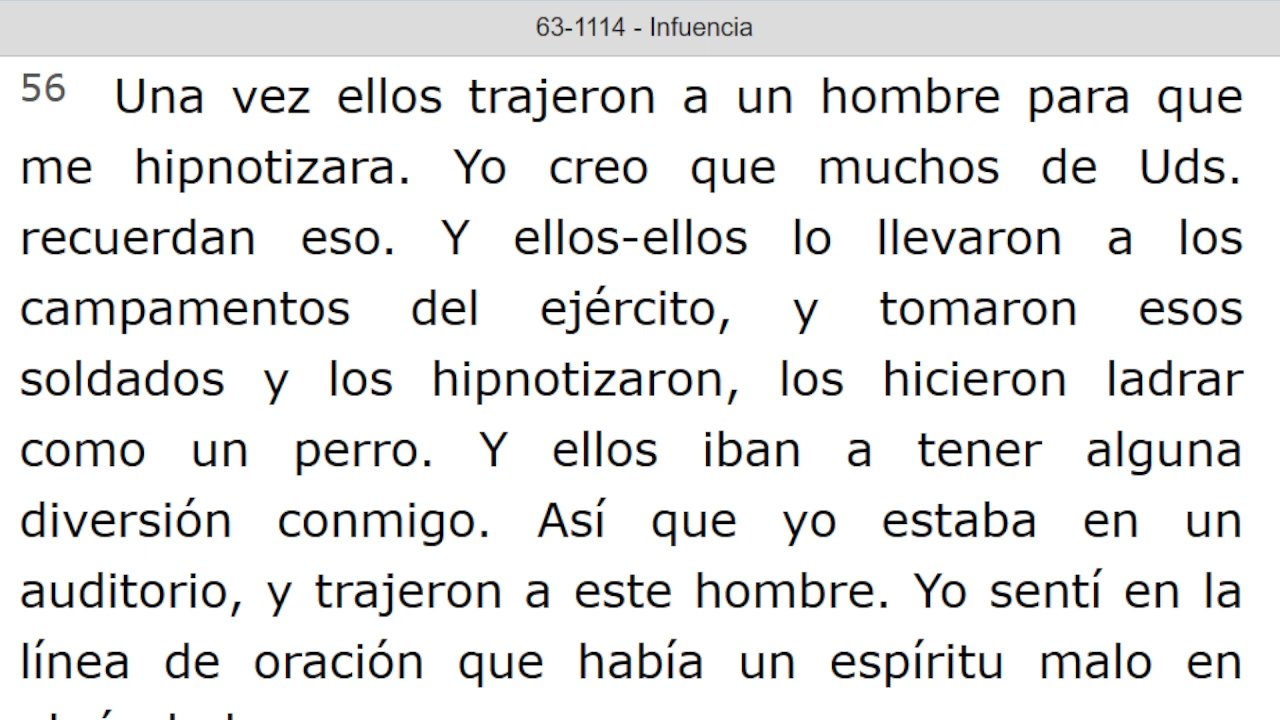 63-1114 - Infuencia
56 Una vez ellos trajeron a un hombre para que
me hipnotizara. Yo creo que muchos de Uds.
recuerdan eso. Y ellos-ellos lo llevaron a los
campamentos del ejército, y tomaron esos
soldados y los hipnotizaron, los hicieron ladrar
como un perro. Y ellos iban a tener alguna
diversión conmigo. Así que yo estaba en un
auditorio, y trajeron a este hombre. Yo sentí en la
línea de oración que había un espíritu malo en